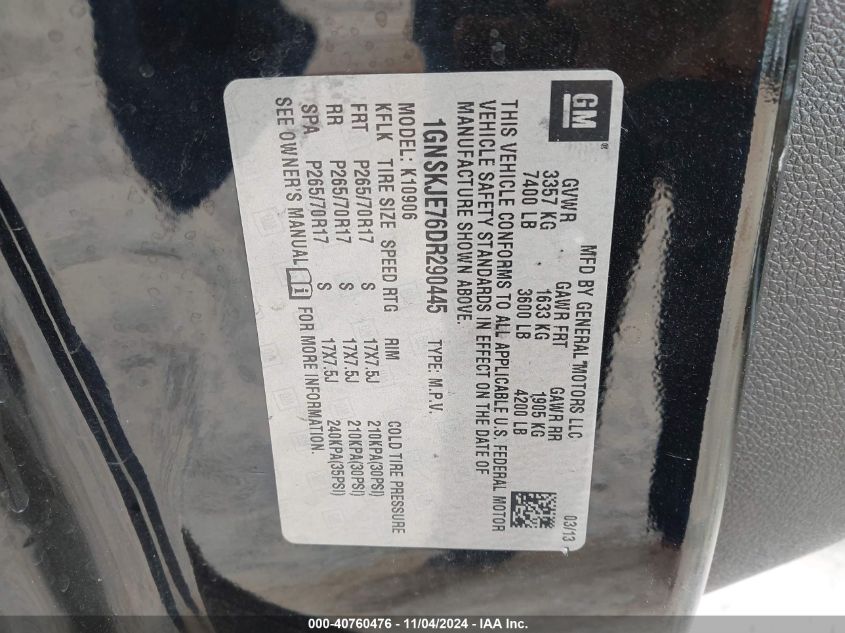 GM
®
MFD BY GENERAL MOTORS LLC
03/13
GVWR GAWR FRT GAWR RR
3357 KG 1633 KG 1905 KG
7400 LB 3600 LB 4200 LB
THIS VEHICLE CONFORMS TO ALL APPLICABLE U.S. FEDERAL MOTOR
VEHICLE SAFETY STANDARDS IN EFFECT ON THE DATE OF
MANUFACTURE SHOWN ABOVE.
1GNSKJE76DR290445 TYPE: M.P.V.
MODEL: K10906
KFLK TIRE SIZE SPEED RTG RIM COLD TIRE PRESSURE
FRT P265/70R17 S 17X7.5J 210KPA(30PSI)
RR P265/70R17 S 17X7.5J 210KPA(30PSI)
SPA P265/70R17 S 17X7.5J 240KPA(35PSI)
SEE OWNER'S MANUAL i FOR MORE INFORMATION.
000-40760476 - 11/04/2024 - IAA Inc.